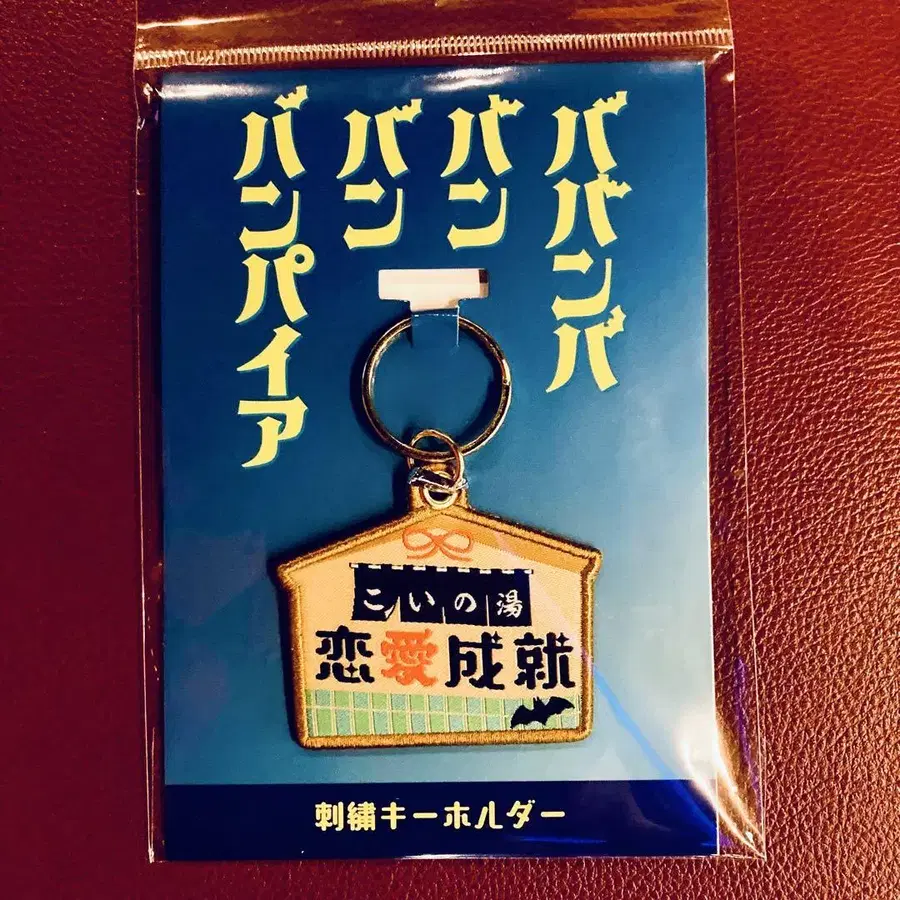 ババンバ
バン
バン
バンパイア
こいの湯
恋愛成就
刺繍キーホルダー